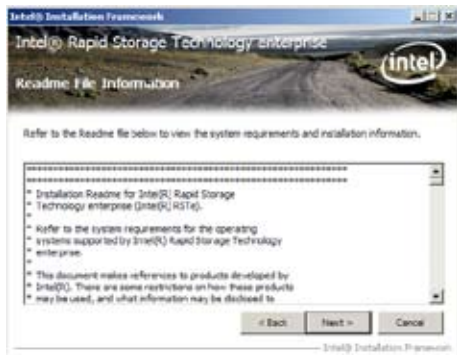 Intel® Installation Framework
Intel® Rapid Storage Technology enterprise
(intel)
Readme File Information
Refer to the Readme file below to view the system requirements and installation information.
************************************************************
************************************************************
* Installation Readme for Intel(R) Rapid Storage
* Technology enterprise (Intel(R) RSTe).
*
* Refer to the system requirements for the operating
* systems supported by Intel(R) Rapid Storage Technology
* enterprise.
*
* This document makes references to products developed by
* Intel(R). There are some restrictions on how these products
* may be used, and what information may be disclosed to
< Back
Next >
Cancel
Intel® Installation Framework